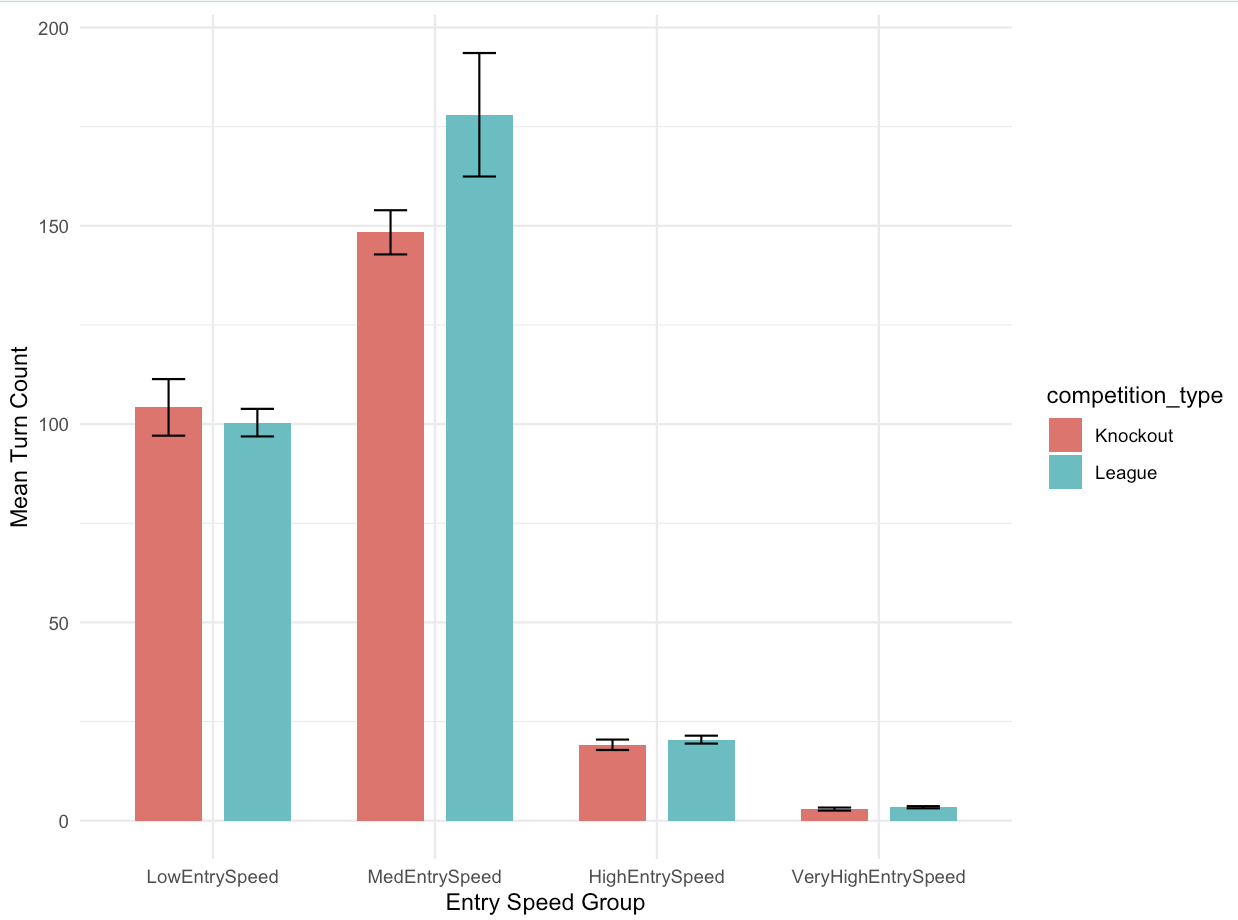 200
150
100
50
0
Mean Turn Count
LowEntrySpeed
MedEntrySpeed
HighEntrySpeed
VeryHighEntrySpeed
Entry Speed Group
competition_type
Knockout
League